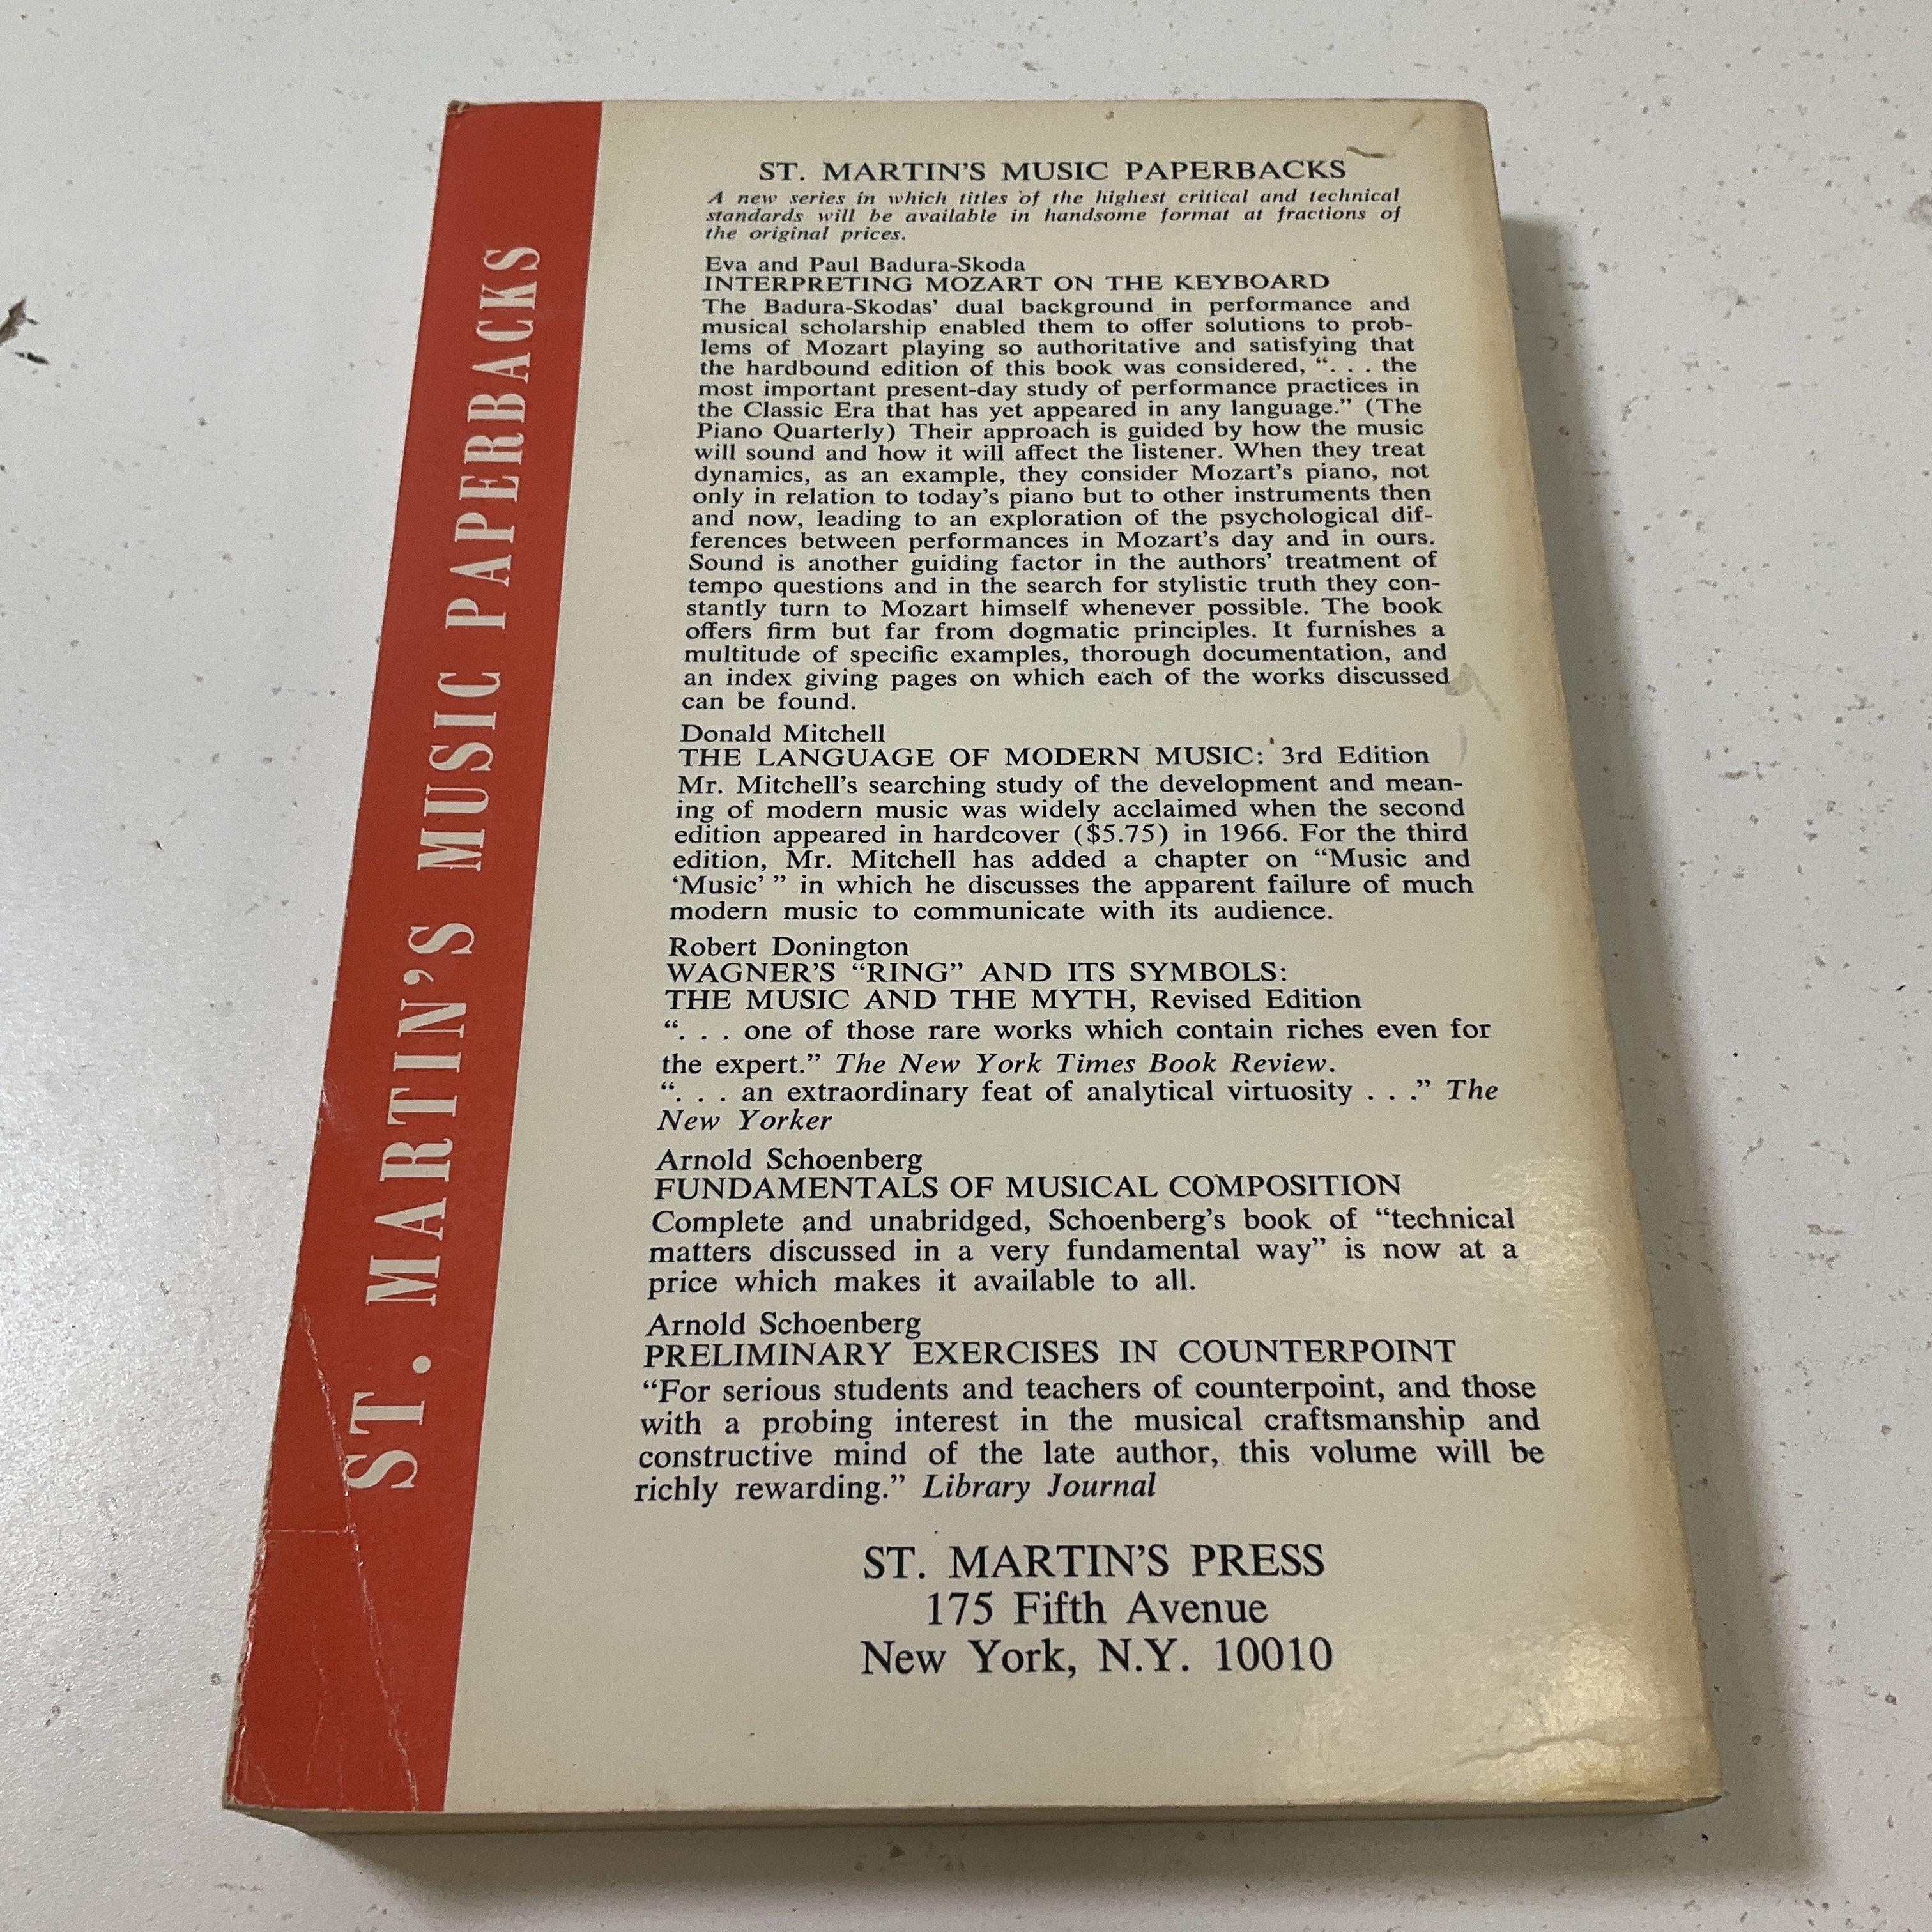 ST. MARTIN'S MUSIC PAPERBACKS
ST. MARTIN'S MUSIC PAPERBACKS
A new series in which titles of the highest critical and technical
standards will be available in handsome format at fractions of
the original prices.
Eva and Paul Badura-Skoda
INTERPRETING MOZART ON THE KEYBOARD
The Badura-Skodas' dual background in performance and
musical scholarship enabled them to offer solutions to prob-
lems of Mozart playing so authoritative and satisfying that
the hardbound edition of this book was considered, “. . . the
most important present-day study of performance practices in
the Classic Era that has yet appeared in any language.” (The
Piano Quarterly) Their approach is guided by how the music
will sound and how it will affect the listener. When they treat
dynamics, as an example, they consider Mozart's piano, not
only in relation to today's piano but to other instruments then
and now, leading to an exploration of the psychological dif-
ferences between performances in Mozart's day and in ours.
Sound is another guiding factor in the authors' treatment of
tempo questions and in the search for stylistic truth they con-
stantly turn to Mozart himself whenever possible. The book
offers firm but far from dogmatic principles. It furnishes a
multitude of specific examples, thorough documentation, and
an index giving pages on which each of the works discussed
can be found.
Donald Mitchell
THE LANGUAGE OF MODERN MUSIC: 3rd Edition
Mr. Mitchell's searching study of the development and mean-
ing of modern music was widely acclaimed when the second
edition appeared in hardcover ($5.75) in 1966. For the third
edition, Mr. Mitchell has added a chapter on “Music and
‘Music’ ” in which he discusses the apparent failure of much
modern music to communicate with its audience.
Robert Donington
WAGNER'S “RING” AND ITS SYMBOLS:
THE MUSIC AND THE MYTH, Revised Edition
“. . . one of those rare works which contain riches even for
the expert.” The New York Times Book Review.
“. . . an extraordinary feat of analytical virtuosity . . .” The
New Yorker
Arnold Schoenberg
FUNDAMENTALS OF MUSICAL COMPOSITION
Complete and unabridged, Schoenberg's book of “technical
matters discussed in a very fundamental way” is now at a
price which makes it available to all.
Arnold Schoenberg
PRELIMINARY EXERCISES IN COUNTERPOINT
“For serious students and teachers of counterpoint, and those
with a probing interest in the musical craftsmanship and
constructive mind of the late author, this volume will be
richly rewarding.” Library Journal
ST. MARTIN'S PRESS
175 Fifth Avenue
New York, N.Y. 10010